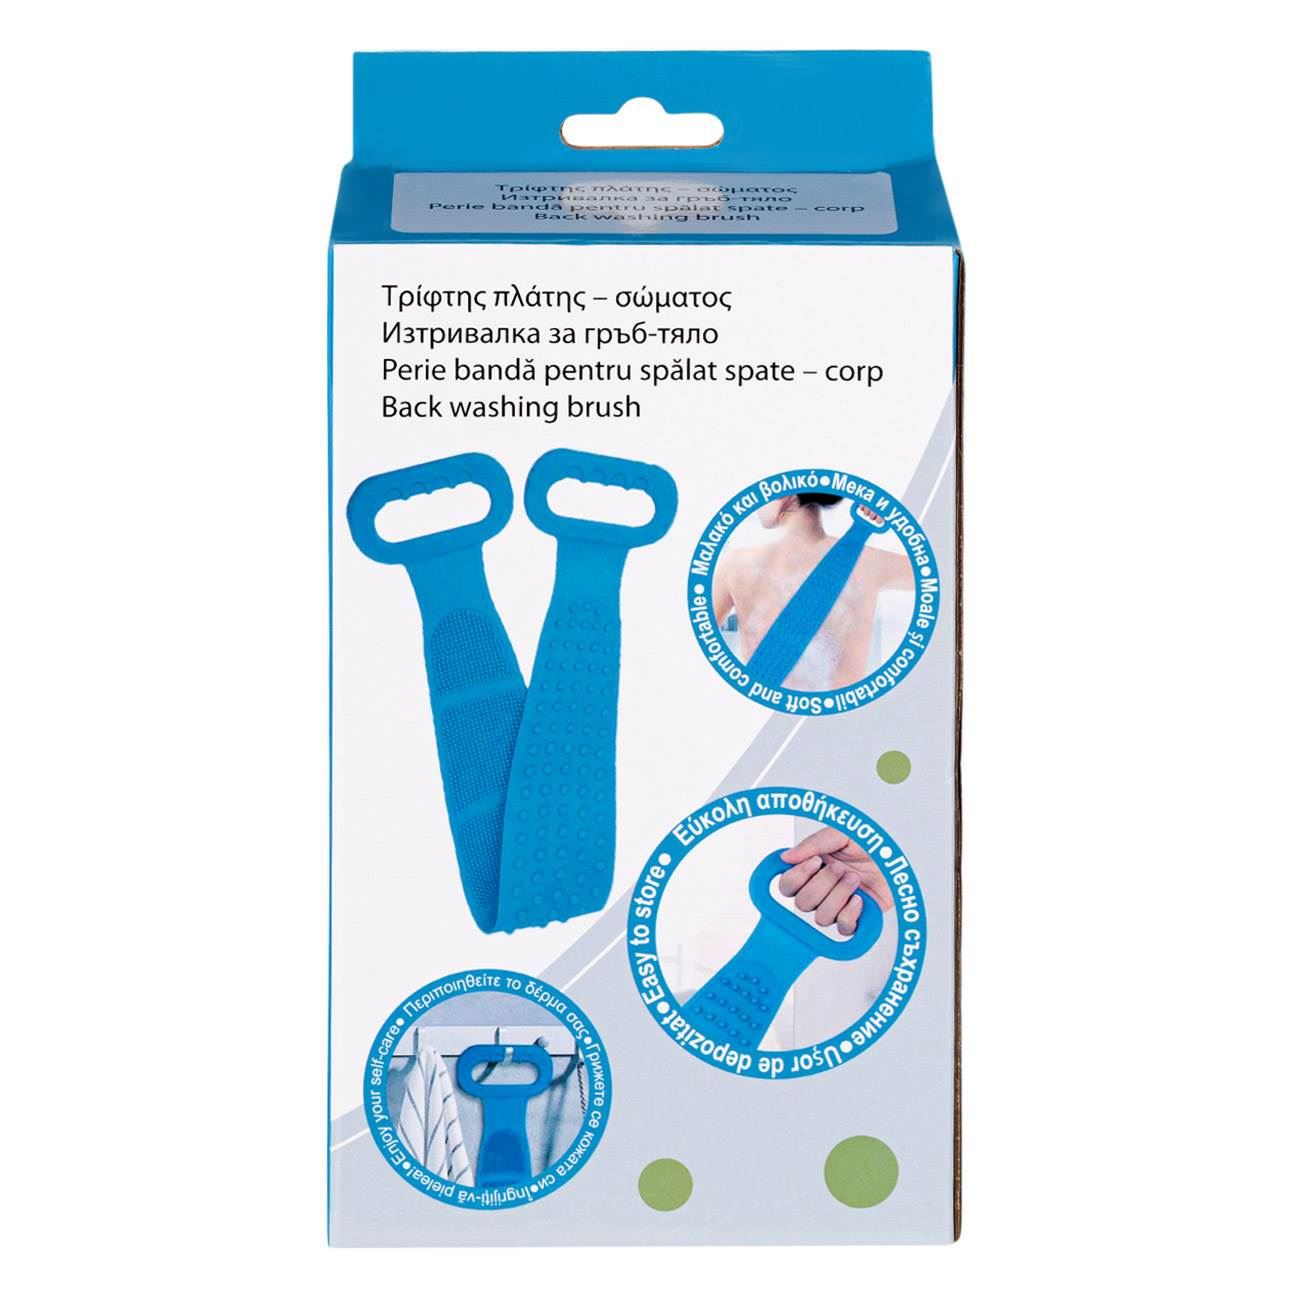 Τρίφτης πλάτης – σώματος
Изтривалка за гръб-тяло
Perie bandă pentru spălat spate – corp
Back washing brush
Τρίφτης πλάτης – σώματος
Изтривалка за гръб-тяло
Perie bandă pentru spălat spate – corp
Back washing brush
Μαλακό και βολικό•Мека и удобна•Moale și confortabil•Soft and comfortable•
Εύκολη αποθήκευση•Лесно съхранение•Ușor de depozitat•Easy to store•
Περιποιηθείτε το δέρμα σας•Грижете се кожата си•Îngrijiți-vă pielea!•Enjoy your self-care•